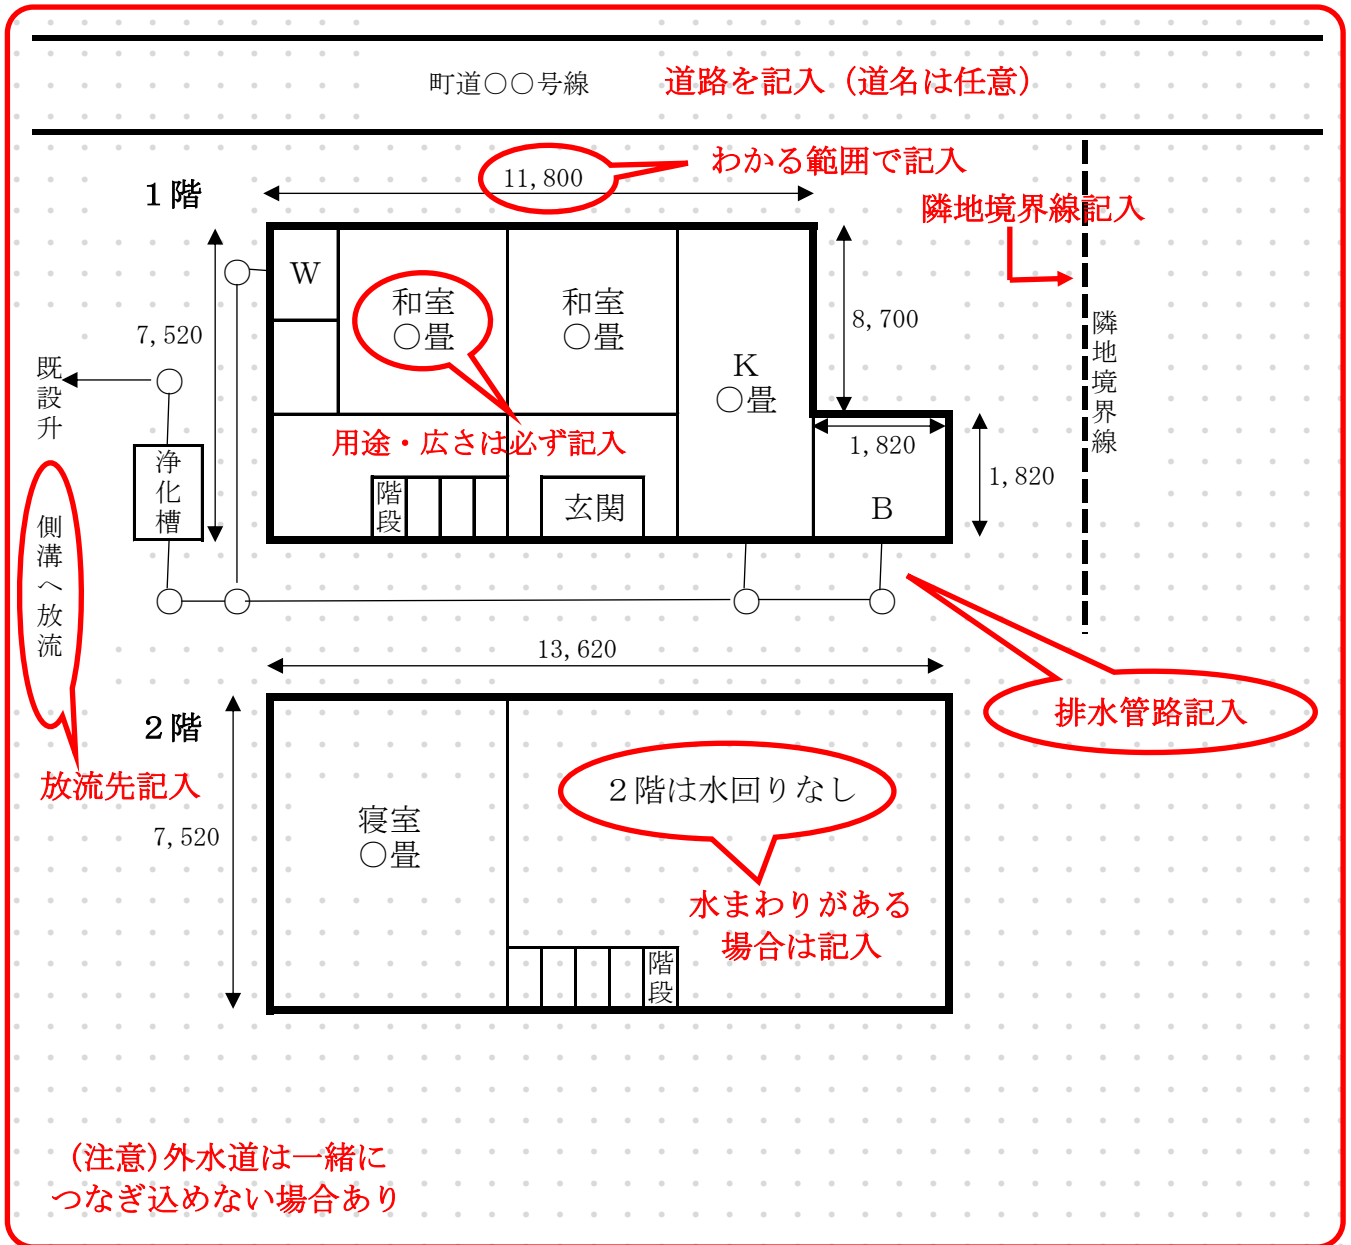 町道〇〇号線
道路を記入（道名は任意）
わかる範囲で記入
11,800
１階
隣地境界線記入
W
和室
〇畳
和室
〇畳
8,700
7,520
K
〇畳
隣地境界線
既設升
用途・広さは必ず記入
1,820
1,820
浄化槽
階段
玄関
B
側溝へ放流
13,620
排水管路記入
２階
放流先記入
２階は水回りなし
寝室
〇畳
7,520
水まわりがある
場合は記入
階段
(注意)外水道は一緒に
つなぎ込めない場合あり